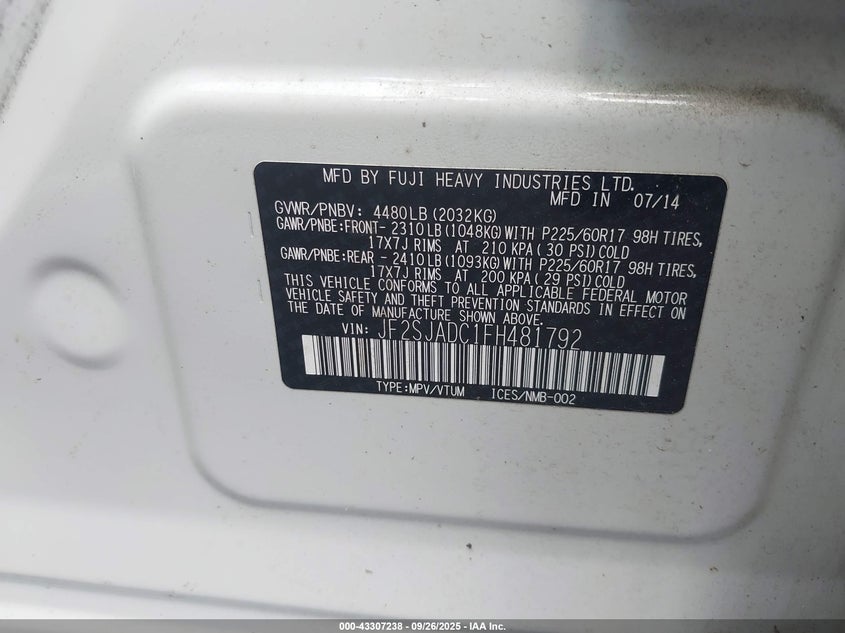 MFD BY FUJI HEAVY INDUSTRIES LTD.
MFD IN 07/14
GVWR/PNBV: 4480LB(2032KG)
GAWR/PNBE:FRONT- 2310LB(1048KG)WITH P225/60R17 98H TIRES,
17X7J RIMS AT 210 KPA( 30 PSI)COLD
GAWR/PNBE:REAR - 2410LB(1093KG)WITH P225/60R17 98H TIRES,
17X7J RIMS AT 200 KPA( 29 PSI)COLD
THIS VEHICLE CONFORMS TO ALL APPLICABLE FEDERAL MOTOR
VEHICLE SAFETY AND THEFT PREVENTION STANDARDS IN EFFECT ON
THE DATE OF MANUFACTURE SHOWN ABOVE.
VIN: JF2SJADC1FH481792
TYPE:MPV/VTUM ICES/NMB-002
000-43307238 - 09/26/2025 - IAA Inc.